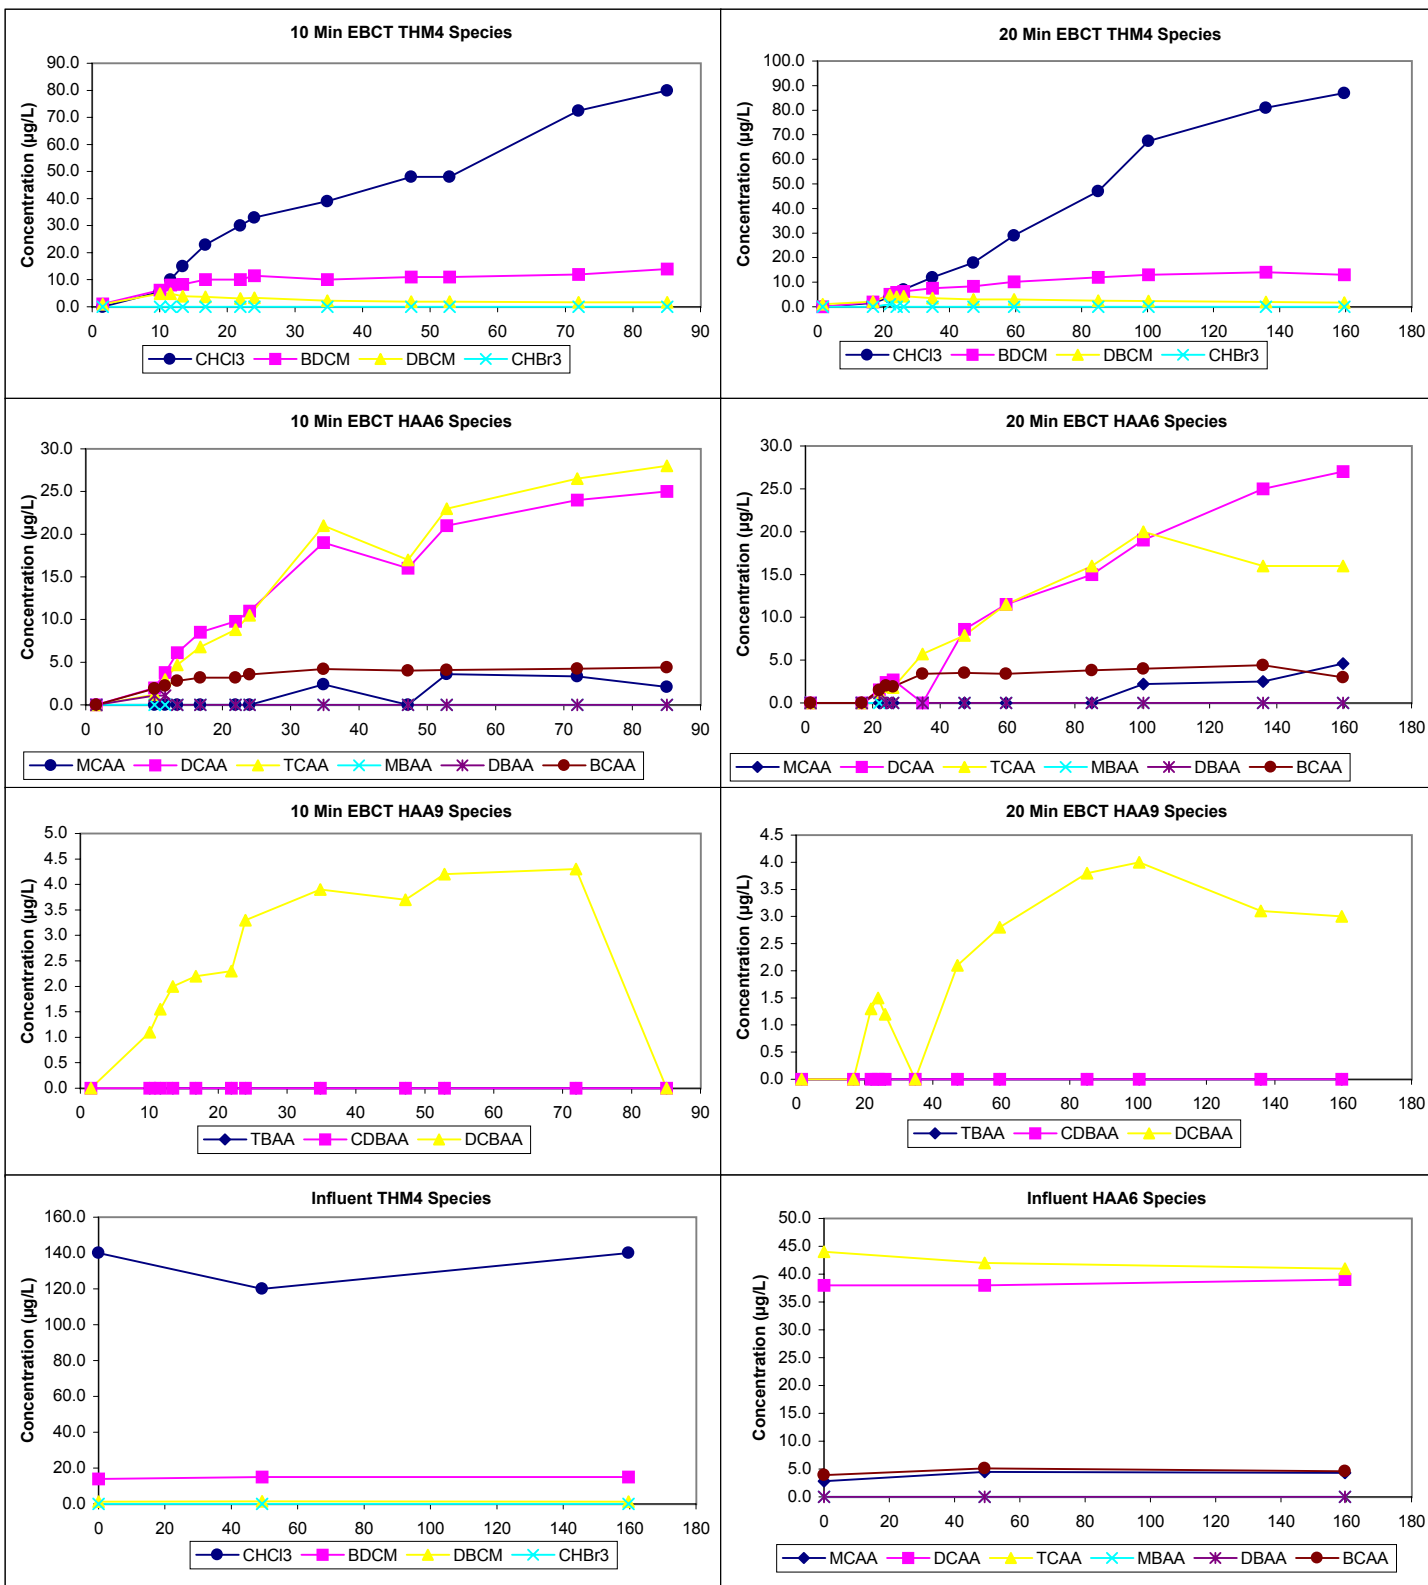 10 Min EBCT THM4 Species
Concentration (µg/L)
90.0
80.0
70.0
60.0
50.0
40.0
30.0
20.0
10.0
0.0
0 10 20 30 40 50 60 70 80 90
CHCl3 BDCM DBCM CHBr3
20 Min EBCT THM4 Species
Concentration (µg/L)
100.0
90.0
80.0
70.0
60.0
50.0
40.0
30.0
20.0
10.0
0.0
0 20 40 60 80 100 120 140 160 180
CHCl3 BDCM DBCM CHBr3
10 Min EBCT HAA6 Species
Concentration (µg/L)
30.0
25.0
20.0
15.0
10.0
5.0
0.0
0 10 20 30 40 50 60 70 80 90
MCAA DCAA TCAA MBAA DBAA BCAA
20 Min EBCT HAA6 Species
Concentration (µg/L)
30.0
25.0
20.0
15.0
10.0
5.0
0.0
0 20 40 60 80 100 120 140 160 180
MCAA DCAA TCAA MBAA DBAA BCAA
10 Min EBCT HAA9 Species
Concentration (µg/L)
5.0
4.5
4.0
3.5
3.0
2.5
2.0
1.5
1.0
0.5
0.0
0 10 20 30 40 50 60 70 80 90
TBAA CDBAA DCBAA
20 Min EBCT HAA9 Species
Concentration (µg/L)
4.5
4.0
3.5
3.0
2.5
2.0
1.5
1.0
0.5
0.0
0 20 40 60 80 100 120 140 160 180
TBAA CDBAA DCBAA
Influent THM4 Species
Concentration (µg/L)
160.0
140.0
120.0
100.0
80.0
60.0
40.0
20.0
0.0
0 20 40 60 80 100 120 140 160 180
CHCl3 BDCM DBCM CHBr3
Influent HAA6 Species
Concentration (µg/L)
50.0
45.0
40.0
35.0
30.0
25.0
20.0
15.0
10.0
5.0
0.0
0 20 40 60 80 100 120 140 160 180
MCAA DCAA TCAA MBAA DBAA BCAA